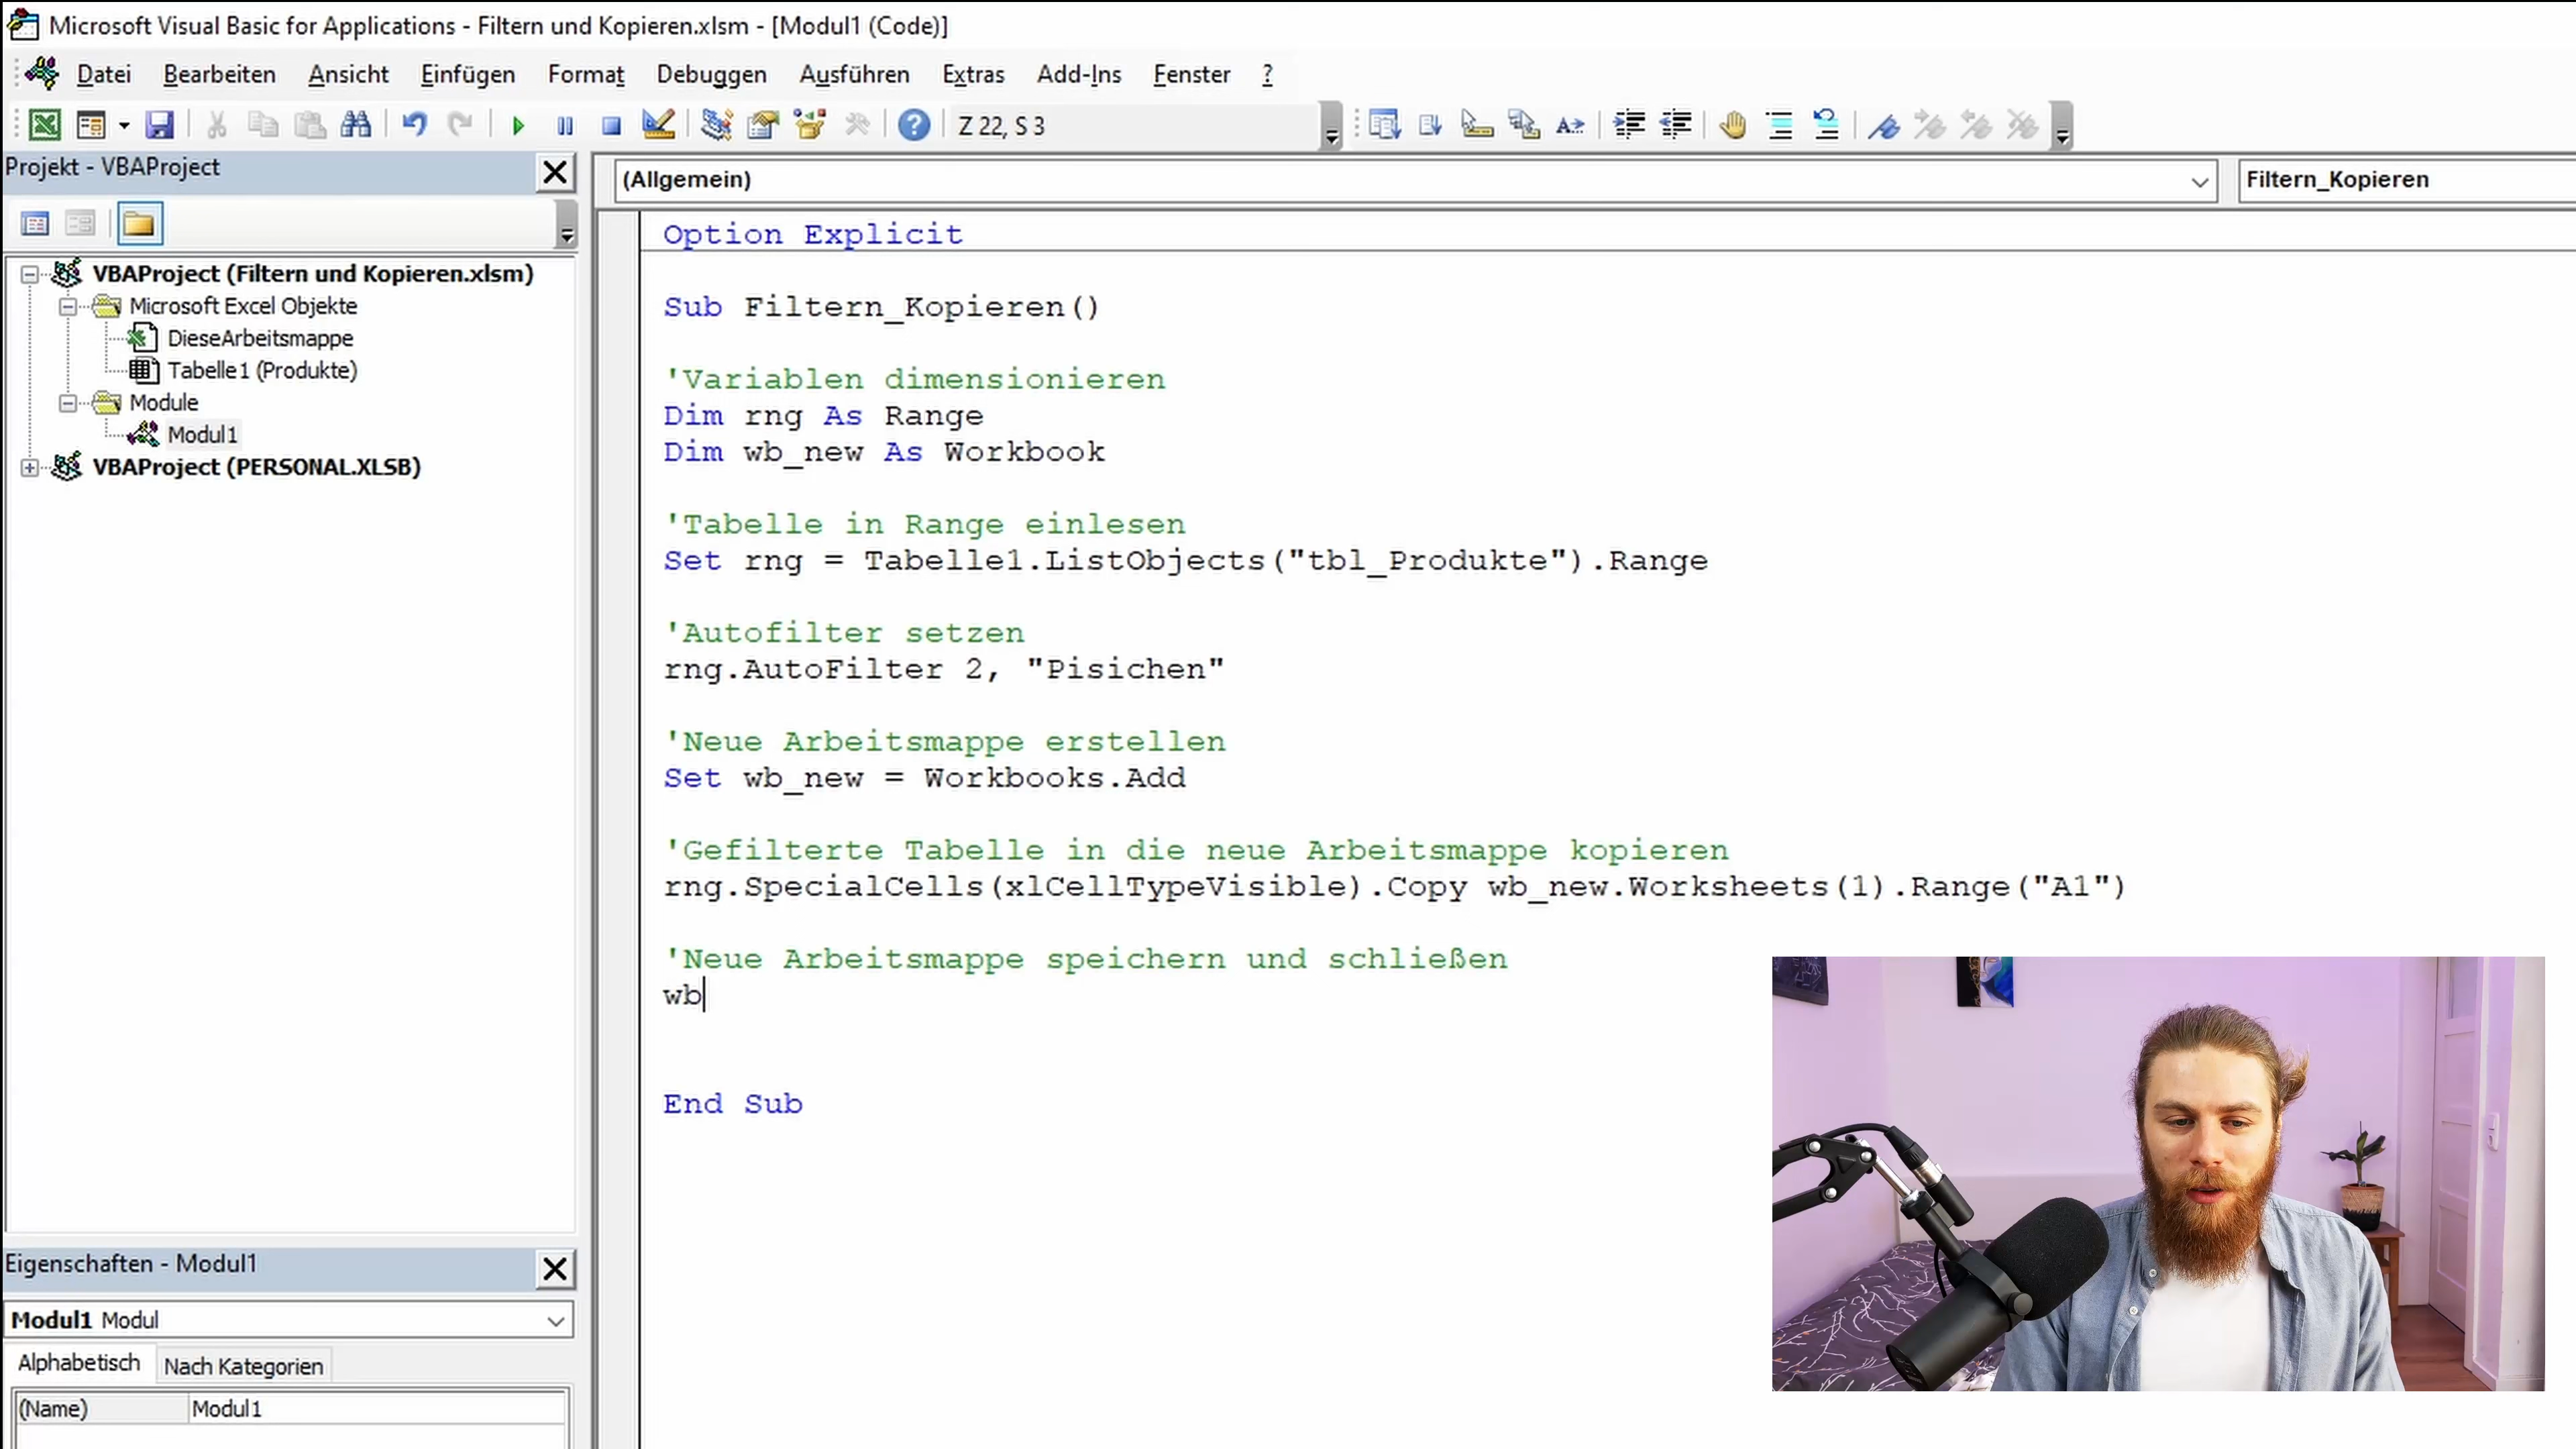 Microsoft Visual Basic for Applications - Filtern und Kopieren.xlsm - [Modul1 (Code)]
Datei Bearbeiten Ansicht Einfügen Format Debuggen Ausführen Extras Add-Ins Fenster ?
Z 22, S 3
Projekt - VBAProject
VBAProject (Filtern und Kopieren.xlsm)
Microsoft Excel Objekte
DieseArbeitsmappe
Tabelle1 (Produkte)
Module
Modul1
VBAProject (PERSONAL.XLSB)
Eigenschaften - Modul1
Modul1 Modul
Alphabetisch Nach Kategorien
(Name) Modul1
(Allgemein) Filtern_Kopieren
Option Explicit
Sub Filtern_Kopieren()
'Variablen dimensionieren
Dim rng As Range
Dim wb_new As Workbook
'Tabelle in Range einlesen
Set rng = Tabelle1.ListObjects("tbl_Produkte").Range
'Autofilter setzen
rng.AutoFilter 2, "Pisichen"
'Neue Arbeitsmappe erstellen
Set wb_new = Workbooks.Add
'Gefilterte Tabelle in die neue Arbeitsmappe kopieren
rng.SpecialCells(xlCellTypeVisible).Copy wb_new.Worksheets(1).Range("A1")
'Neue Arbeitsmappe speichern und schließen
wb
End Sub